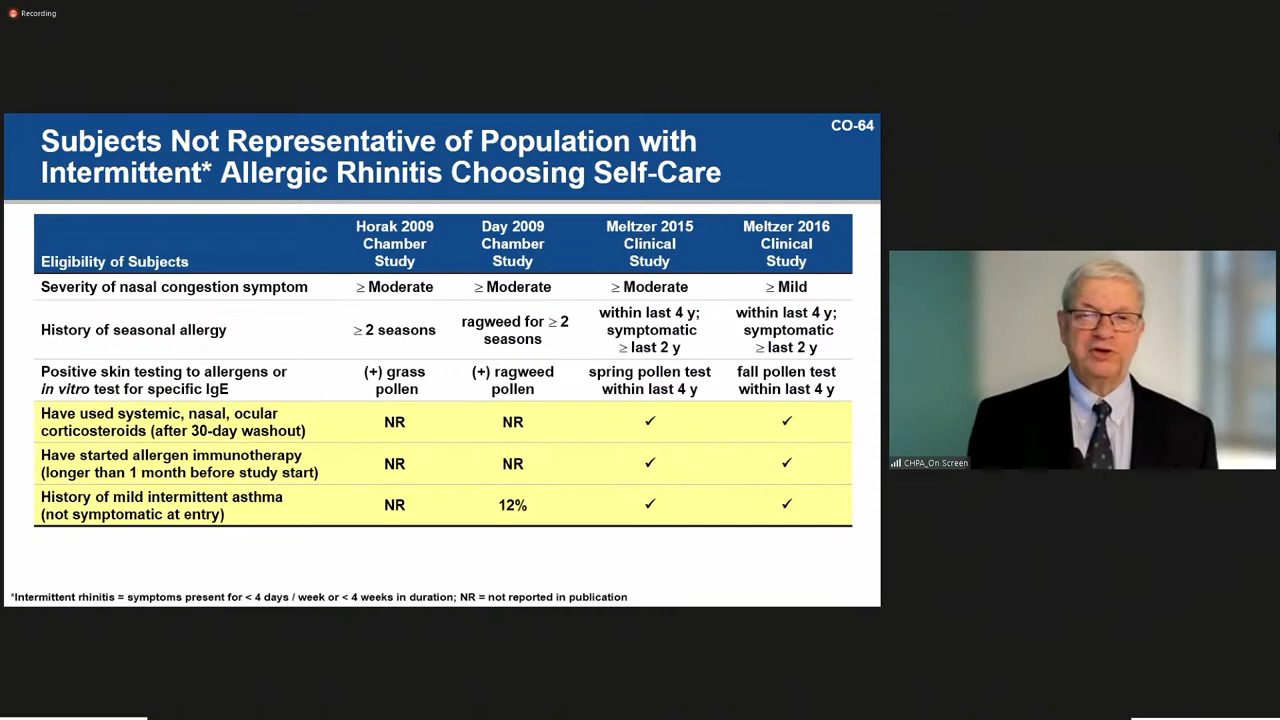 Recording
CO-64
Subjects Not Representative of Population with
Intermittent* Allergic Rhinitis Choosing Self-Care
Eligibility of Subjects
Horak 2009
Chamber
Study
Day 2009
Chamber
Study
Meltzer 2015
Clinical
Study
Meltzer 2016
Clinical
Study
Severity of nasal congestion symptom
≥ Moderate
≥ Moderate
≥ Moderate
≥ Mild
History of seasonal allergy
≥ 2 seasons
ragweed for ≥ 2
seasons
within last 4 y;
symptomatic
≥ last 2 y
within last 4 y;
symptomatic
≥ last 2 y
Positive skin testing to allergens or
in vitro test for specific IgE
(+) grass
pollen
(+) ragweed
pollen
spring pollen test
within last 4 y
fall pollen test
within last 4 y
Have used systemic, nasal, ocular
corticosteroids (after 30-day washout)
NR
NR
✓
✓
Have started allergen immunotherapy
(longer than 1 month before study start)
NR
NR
✓
✓
History of mild intermittent asthma
(not symptomatic at entry)
NR
12%
✓
✓
*Intermittent rhinitis = symptoms present for < 4 days / week or < 4 weeks in duration; NR = not reported in publication
CHPA_On Screen